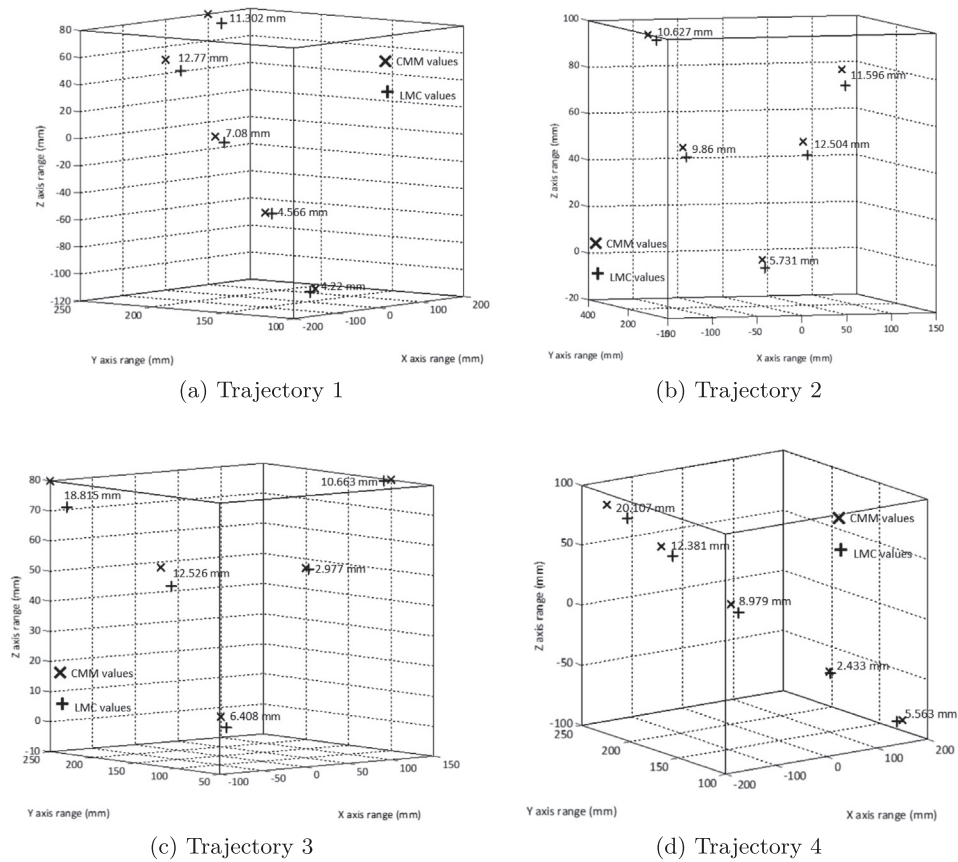 80
60
40
20
0
-20
-40
-60
-80
-100
-120
Z axis range (mm)
11.302 mm
12.77 mm
7.08 mm
4.566 mm
4.22 mm
CMM values
LMC values
250
200
150
100
-200
-100
0
100
200
Y axis range (mm)
X axis range (mm)
(a) Trajectory 1
100
80
60
40
20
0
-20
Z axis range (mm)
10.627 mm
11.596 mm
9.86 mm
12.504 mm
5.731 mm
CMM values
LMC values
400
200
-100
-50
0
50
100
150
Y axis range (mm)
X axis range (mm)
(b) Trajectory 2
80
70
60
50
40
30
20
10
0
-10
Z axis range (mm)
18.815 mm
10.663 mm
12.526 mm
2.977 mm
6.408 mm
CMM values
LMC values
250
200
150
100
50
-100
-50
0
50
100
150
Y axis range (mm)
X axis range (mm)
(c) Trajectory 3
100
50
0
-50
-100
Z axis range (mm)
20.107 mm
12.381 mm
8.979 mm
2.433 mm
5.563 mm
CMM values
LMC values
250
200
150
100
-200
-100
0
100
200
Y axis range (mm)
X axis range (mm)
(d) Trajectory 4